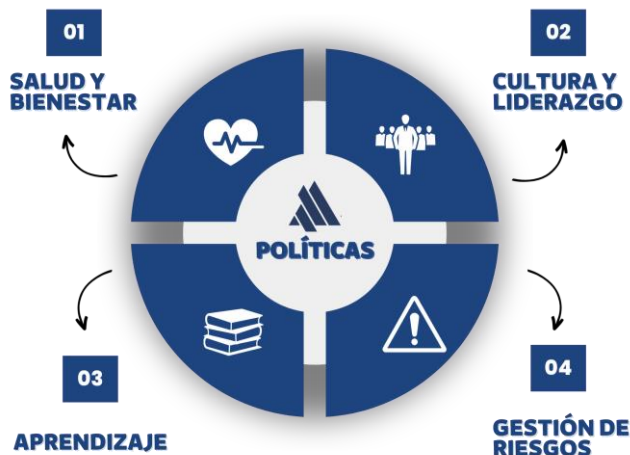 01
SALUD Y
BIENESTAR
02
CULTURA Y
LIDERAZGO
POLÍTICAS
03
APRENDIZAJE
04
GESTIÓN DE
RIESGOS